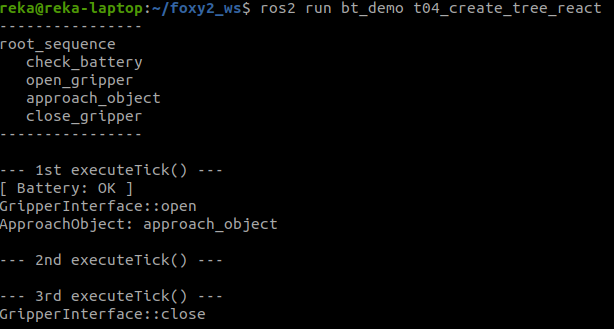 reka@reka-laptop:~/foxy2_ws$ ros2 run bt_demo t04_create_tree_react
----------------
root_sequence
   check_battery
   open_gripper
   approach_object
   close_gripper
----------------

--- 1st executeTick() ---
[ Battery: OK ]
GripperInterface::open
ApproachObject: approach_object

--- 2nd executeTick() ---

--- 3rd executeTick() ---
GripperInterface::close